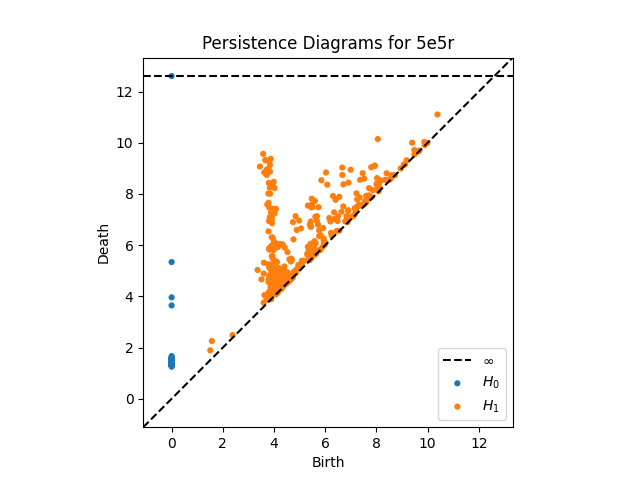 Persistence Diagrams for 5e5r
Death
12
10
8
6
4
2
0
0 2 4 6 8 10 12
Birth
∞
H₀
H₁